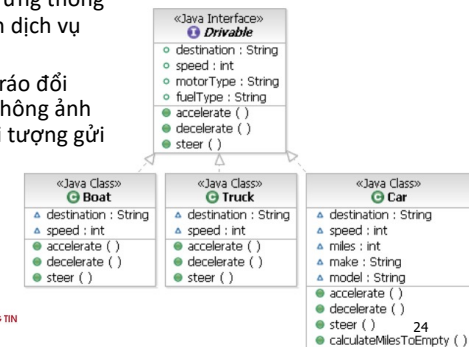 ứng thông
n dịch vụ
ráo đổi
hông ảnh
i tượng gửi
«Java Interface»
Drivable
destination : String
speed : int
motorType : String
fuelType : String
accelerate ( )
decelerate ( )
steer ( )
«Java Class»
Boat
destination : String
speed : int
accelerate ( )
decelerate ( )
steer ( )
«Java Class»
Truck
destination : String
speed : int
accelerate ( )
decelerate ( )
steer ( )
«Java Class»
Car
destination : String
speed : int
miles : int
make : String
model : String
accelerate ( )
decelerate ( )
steer ( )
calculateMilesToEmpty ( )
TIN
24